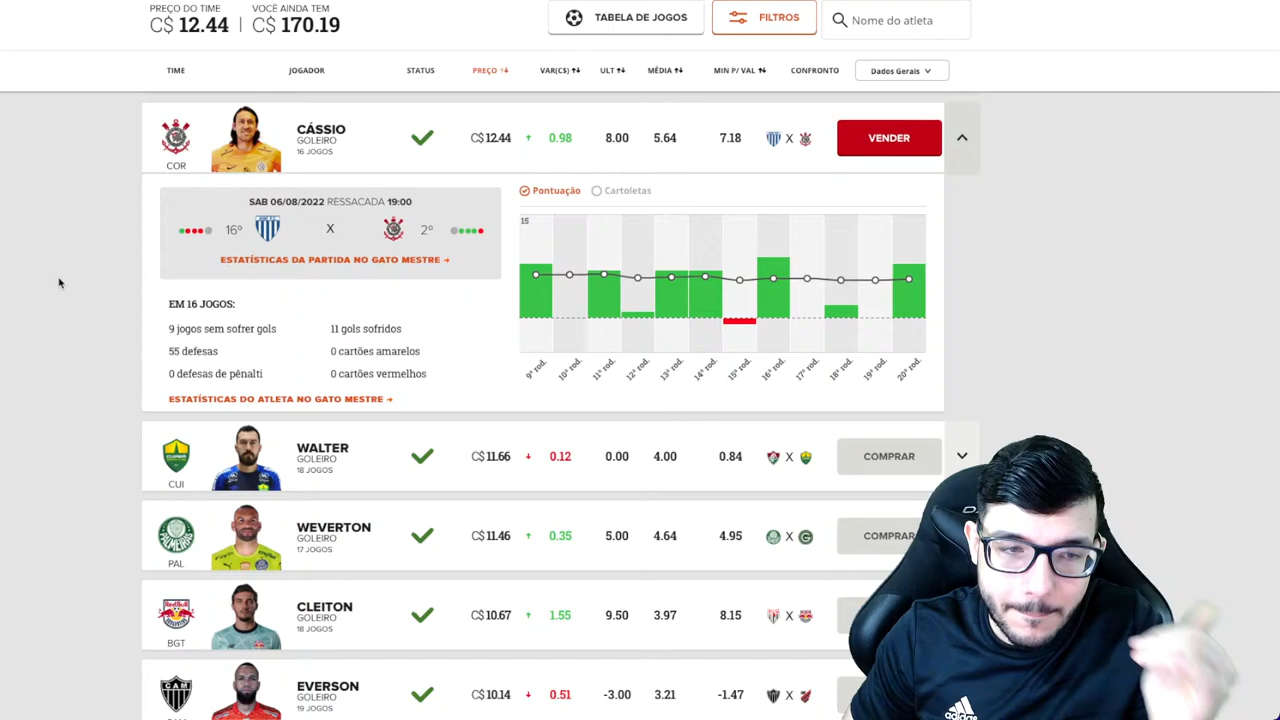 PREÇO DO TIME
C$ 12.44
VOCÊ AINDA TEM
C$ 170.19
TABELA DE JOGOS
FILTROS
Nome do atleta
TIME JOGADOR STATUS PREÇO VAR(C$) ULT MÉDIA MIN P/ VAL CONFRONTO Dados Gerais
COR
CÁSSIO
GOLEIRO
16 JOGOS
C$ 12.44 0.98 8.00 5.64 7.18 X VENDER
SAB 06/08/2022 RESSACADA 19:00
16º X 2º
ESTATÍSTICAS DA PARTIDA NO GATO MESTRE
EM 16 JOGOS:
9 jogos sem sofrer gols 11 gols sofridos
55 defesas 0 cartões amarelos
0 defesas de pênalti 0 cartões vermelhos
ESTATÍSTICAS DO ATLETA NO GATO MESTRE
Pontuação Cartoletas
15
9ª rod. 10ª rod. 11ª rod. 12ª rod. 13ª rod. 14ª rod. 15ª rod. 16ª rod. 17ª rod. 18ª rod. 19ª rod. 20ª rod.
CUI
WALTER
GOLEIRO
18 JOGOS
C$ 11.66 0.12 0.00 4.00 0.84 X COMPRAR
PAL
WEVERTON
GOLEIRO
17 JOGOS
C$ 11.46 0.35 5.00 4.64 4.95 X COMPRAR
BGT
CLEITON
GOLEIRO
18 JOGOS
C$ 10.67 1.55 9.50 3.97 8.15 X
CAM
EVERSON
GOLEIRO
19 JOGOS
C$ 10.14 0.51 -3.00 3.21 -1.47 X
adidas